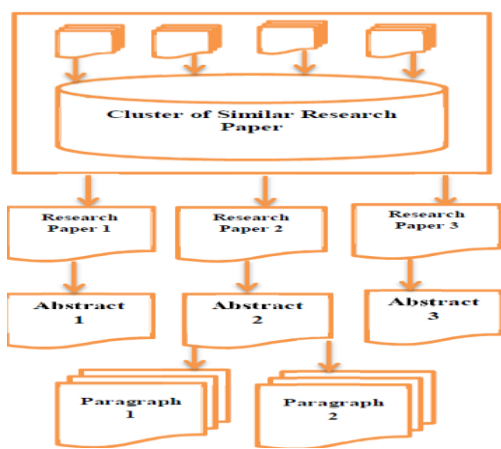 Cluster of Similar Research
Paper
Research
Paper 1
Research
Paper 2
Research
Paper 3
Abstract
1
Abstract
2
Abstract
3
Paragraph
1
Paragraph
2